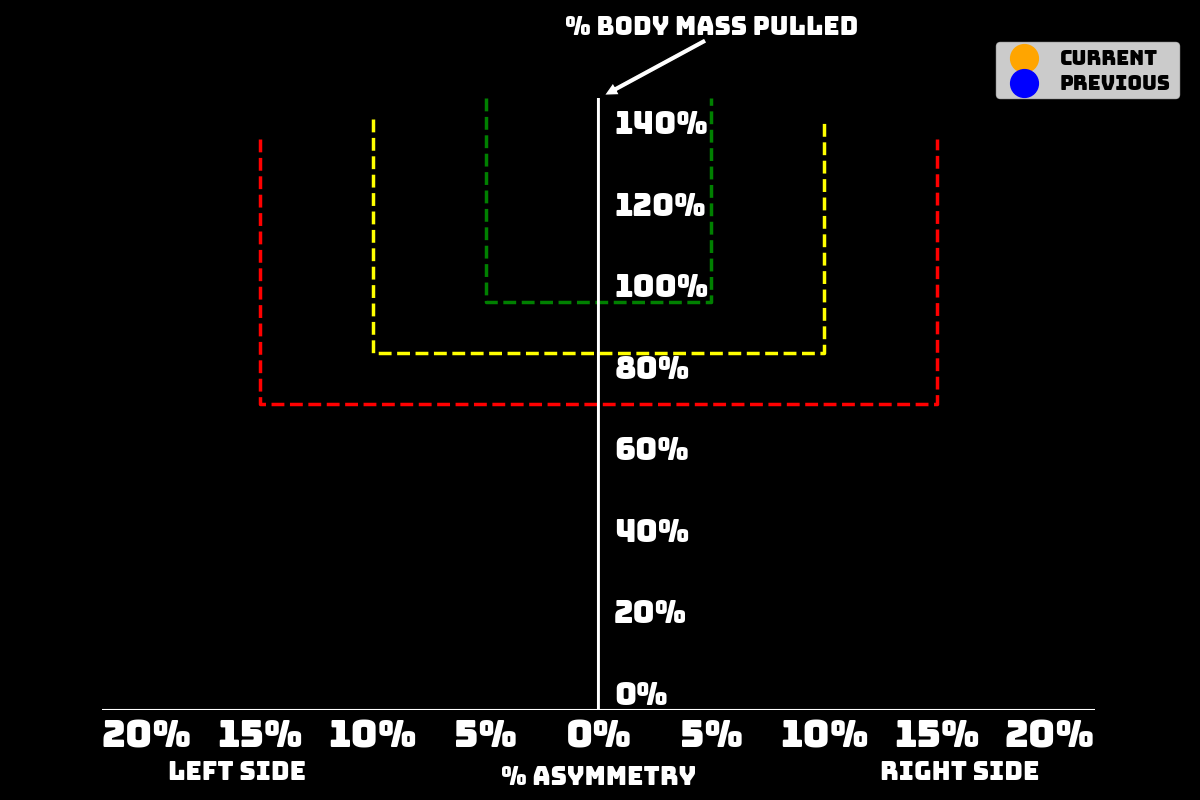 % BODY MASS PULLED
CURRENT
PREVIOUS
140%
120%
100%
80%
60%
40%
20%
0%
20% 15% 10% 5% 0% 5% 10% 15% 20%
LEFT SIDE % ASYMMETRY RIGHT SIDE